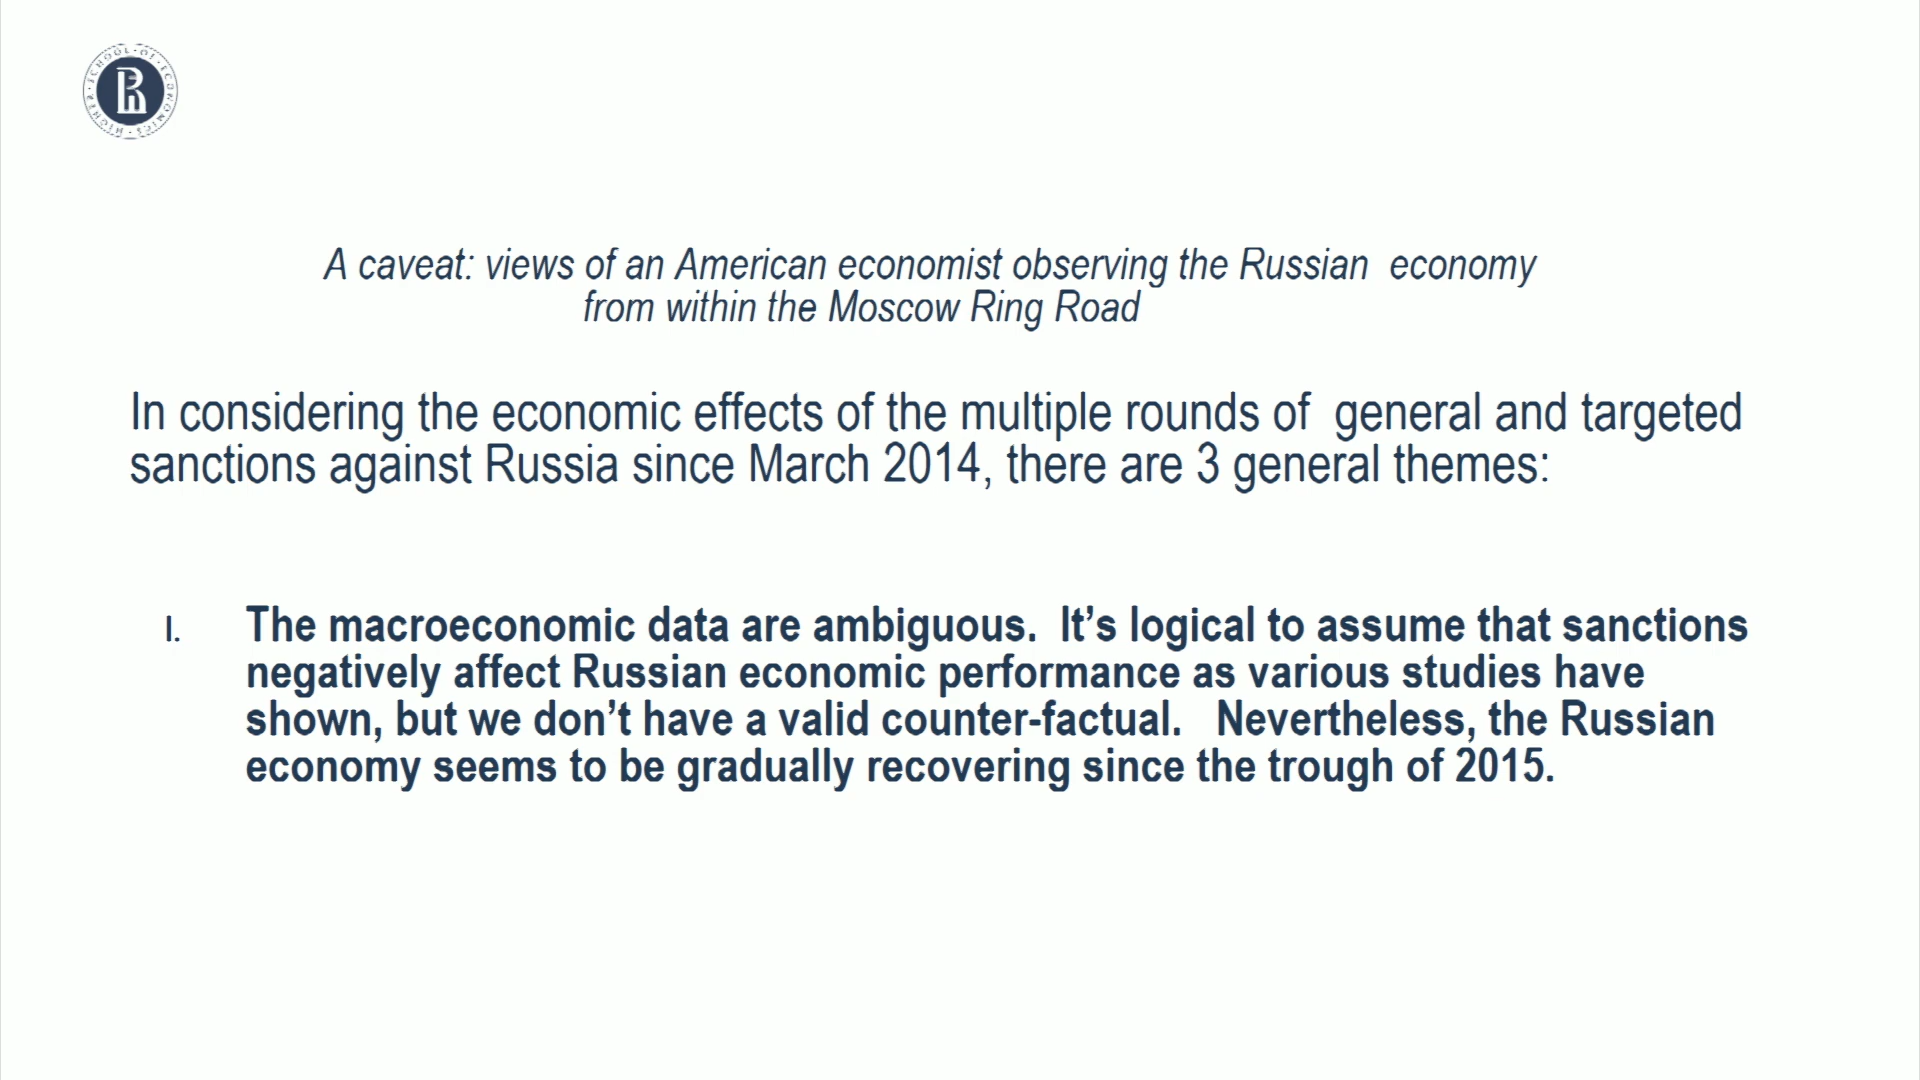 HIGHER · SCHOOL · OF · ECONOMICS
A caveat: views of an American economist observing the Russian  economy
from within the Moscow Ring Road
In considering the economic effects of the multiple rounds of  general and targeted
sanctions against Russia since March 2014, there are 3 general themes:
I. The macroeconomic data are ambiguous.  It’s logical to assume that sanctions
negatively affect Russian economic performance as various studies have
shown, but we don’t have a valid counter-factual.   Nevertheless, the Russian
economy seems to be gradually recovering since the trough of 2015.